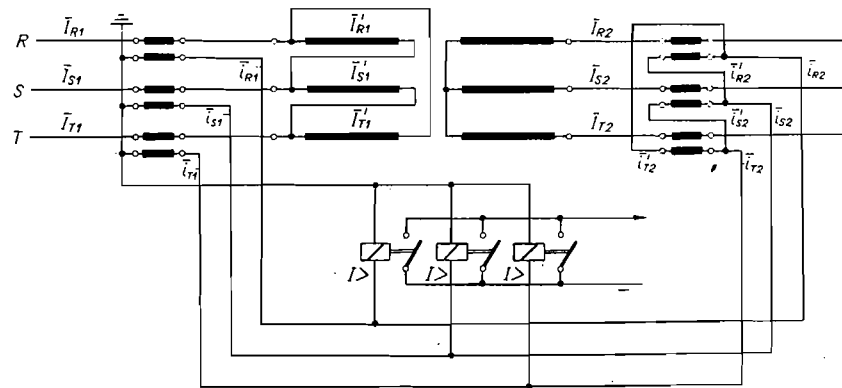 R Ī_R1 Ī'_R1 Ī_R2
ī_R1 ī'_R2 ī_R2
S Ī_S1 Ī'_S1 Ī_S2
ī_S1 ī'_S2 ī_S2
T Ī_T1 Ī'_T1 Ī_T2
ī_T1 ī'_T2 ī_T2
I> I> I>
−